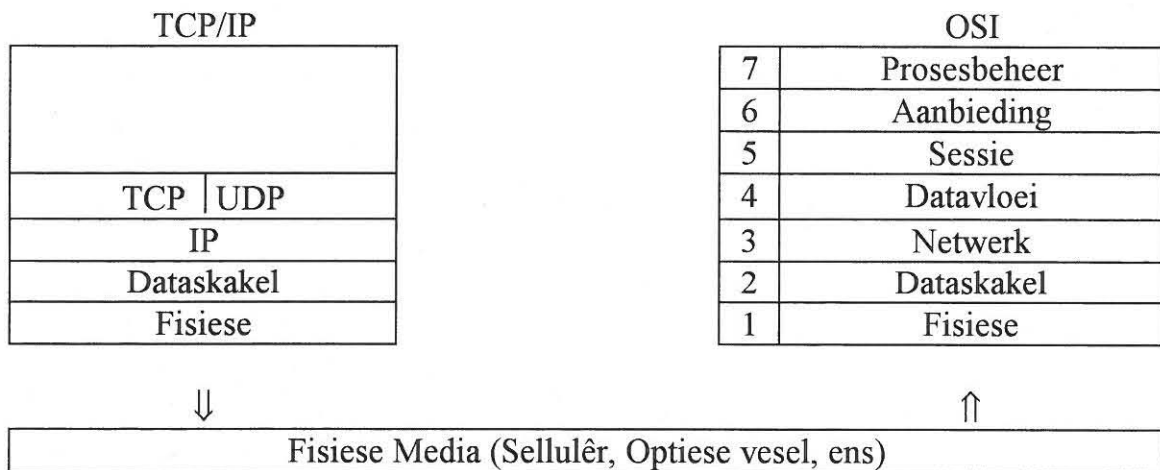 TCP/IP
TCP | UDP
IP
Dataskakel
Fisiese
OSI
7 Prosesbeheer
6 Aanbieding
5 Sessie
4 Datavloei
3 Netwerk
2 Dataskakel
1 Fisiese
⇓ ⇑
Fisiese Media (Sellulêr, Optiese vesel, ens)